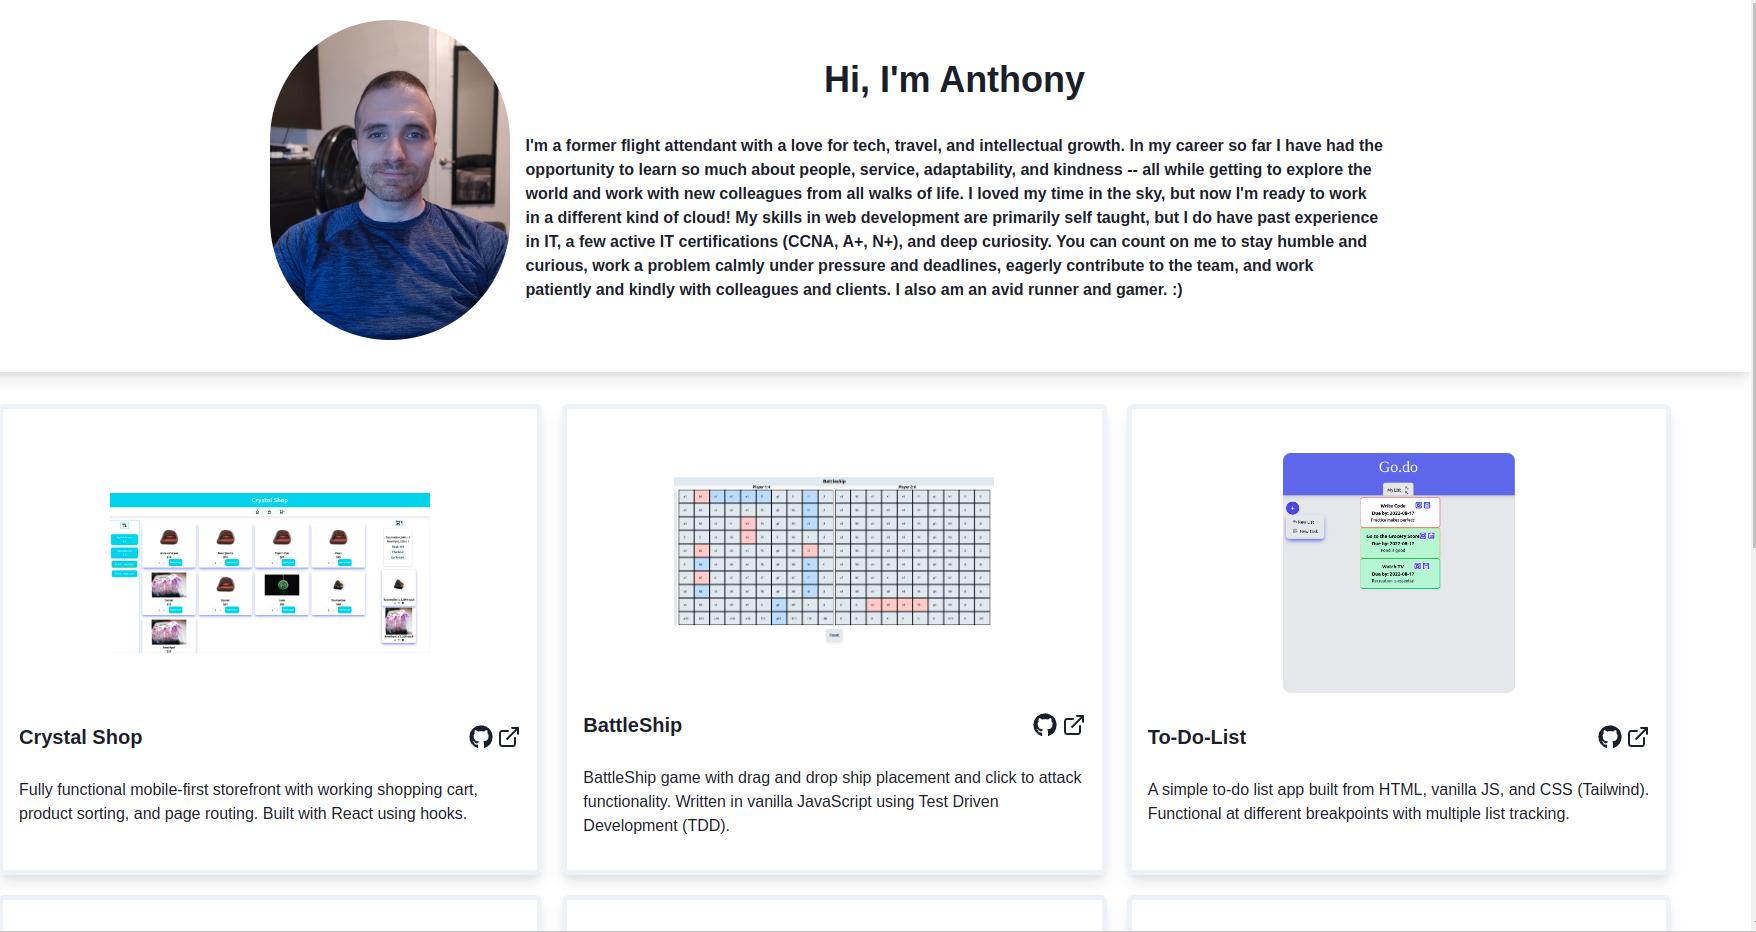 Hi, I'm Anthony
I'm a former flight attendant with a love for tech, travel, and intellectual growth. In my career so far I have had the
opportunity to learn so much about people, service, adaptability, and kindness -- all while getting to explore the
world and work with new colleagues from all walks of life. I loved my time in the sky, but now I'm ready to work
in a different kind of cloud! My skills in web development are primarily self taught, but I do have past experience
in IT, a few active IT certifications (CCNA, A+, N+), and deep curiosity. You can count on me to stay humble and
curious, work a problem calmly under pressure and deadlines, eagerly contribute to the team, and work
patiently and kindly with colleagues and clients. I also am an avid runner and gamer. :)
Crystal Shop
Battleship
Player 1:
Player 2:
Reset
Go.do
My List
+
New List
New Task
Write Code
Due by: 2022-08-17
Practice makes perfect
Go to the Grocery Store
Due by: 2022-08-17
Food is good
Watch TV
Due by: 2022-08-17
Recreation is essential
Crystal Shop
Fully functional mobile-first storefront with working shopping cart,
product sorting, and page routing. Built with React using hooks.
BattleShip
BattleShip game with drag and drop ship placement and click to attack
functionality. Written in vanilla JavaScript using Test Driven
Development (TDD).
To-Do-List
A simple to-do list app built from HTML, vanilla JS, and CSS (Tailwind).
Functional at different breakpoints with multiple list tracking.